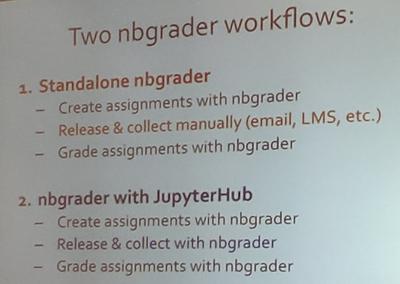 Two nbgrader workflows:
1. Standalone nbgrader
– Create assignments with nbgrader
– Release & collect manually (email, LMS, etc.)
– Grade assignments with nbgrader
2. nbgrader with JupyterHub
– Create assignments with nbgrader
– Release & collect with nbgrader
– Grade assignments with nbgrader